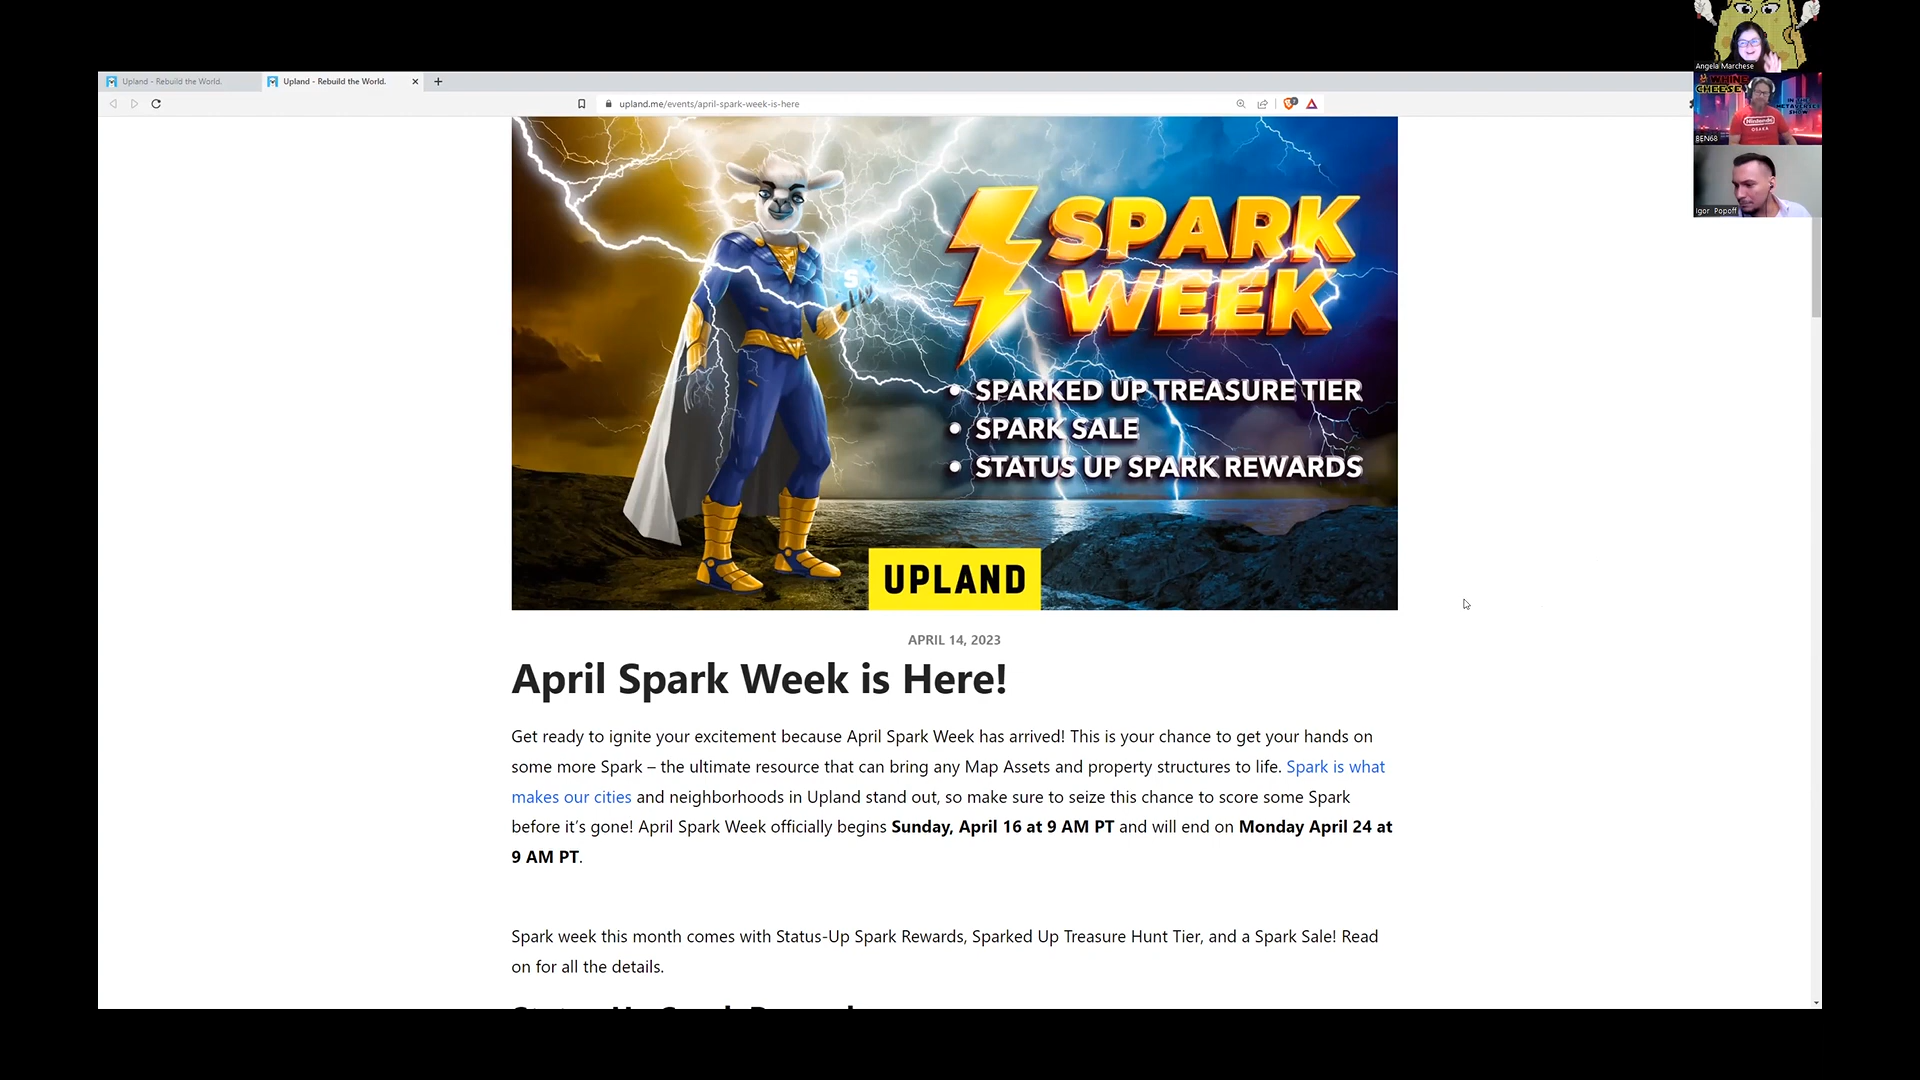 Angela Marchese
Upland - Rebuild the World.
Upland - Rebuild the World.
upland.me/events/april-spark-week-is-here
WHINE
CHEESE
IN THE
METAVERSE
SHOW
Nintendo
OSAKA
BEN68
Igor Popoff
SPARK
WEEK
• SPARKED UP TREASURE TIER
• SPARK SALE
• STATUS UP SPARK REWARDS
S
UPLAND
APRIL 14, 2023
April Spark Week is Here!
Get ready to ignite your excitement because April Spark Week has arrived! This is your chance to get your hands on
some more Spark – the ultimate resource that can bring any Map Assets and property structures to life. Spark is what
makes our cities and neighborhoods in Upland stand out, so make sure to seize this chance to score some Spark
before it’s gone! April Spark Week officially begins Sunday, April 16 at 9 AM PT and will end on Monday April 24 at
9 AM PT.
Spark week this month comes with Status-Up Spark Rewards, Sparked Up Treasure Hunt Tier, and a Spark Sale! Read
on for all the details.